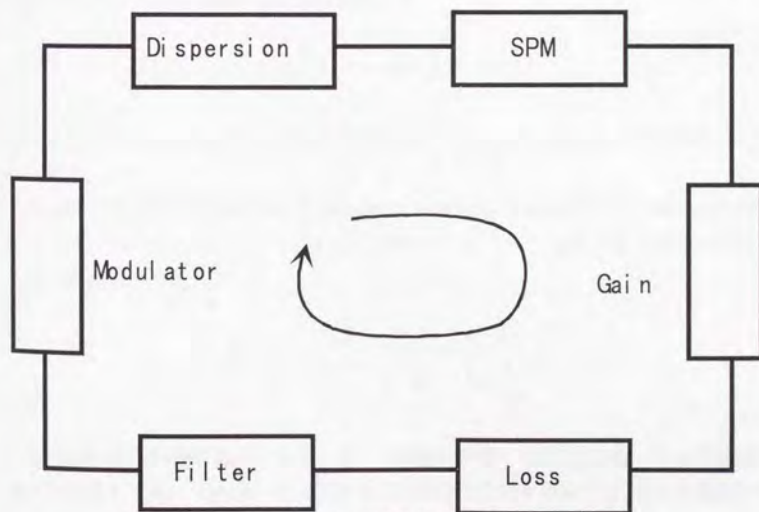 Dispersion
SPM
Modulator
Gain
Filter
Loss